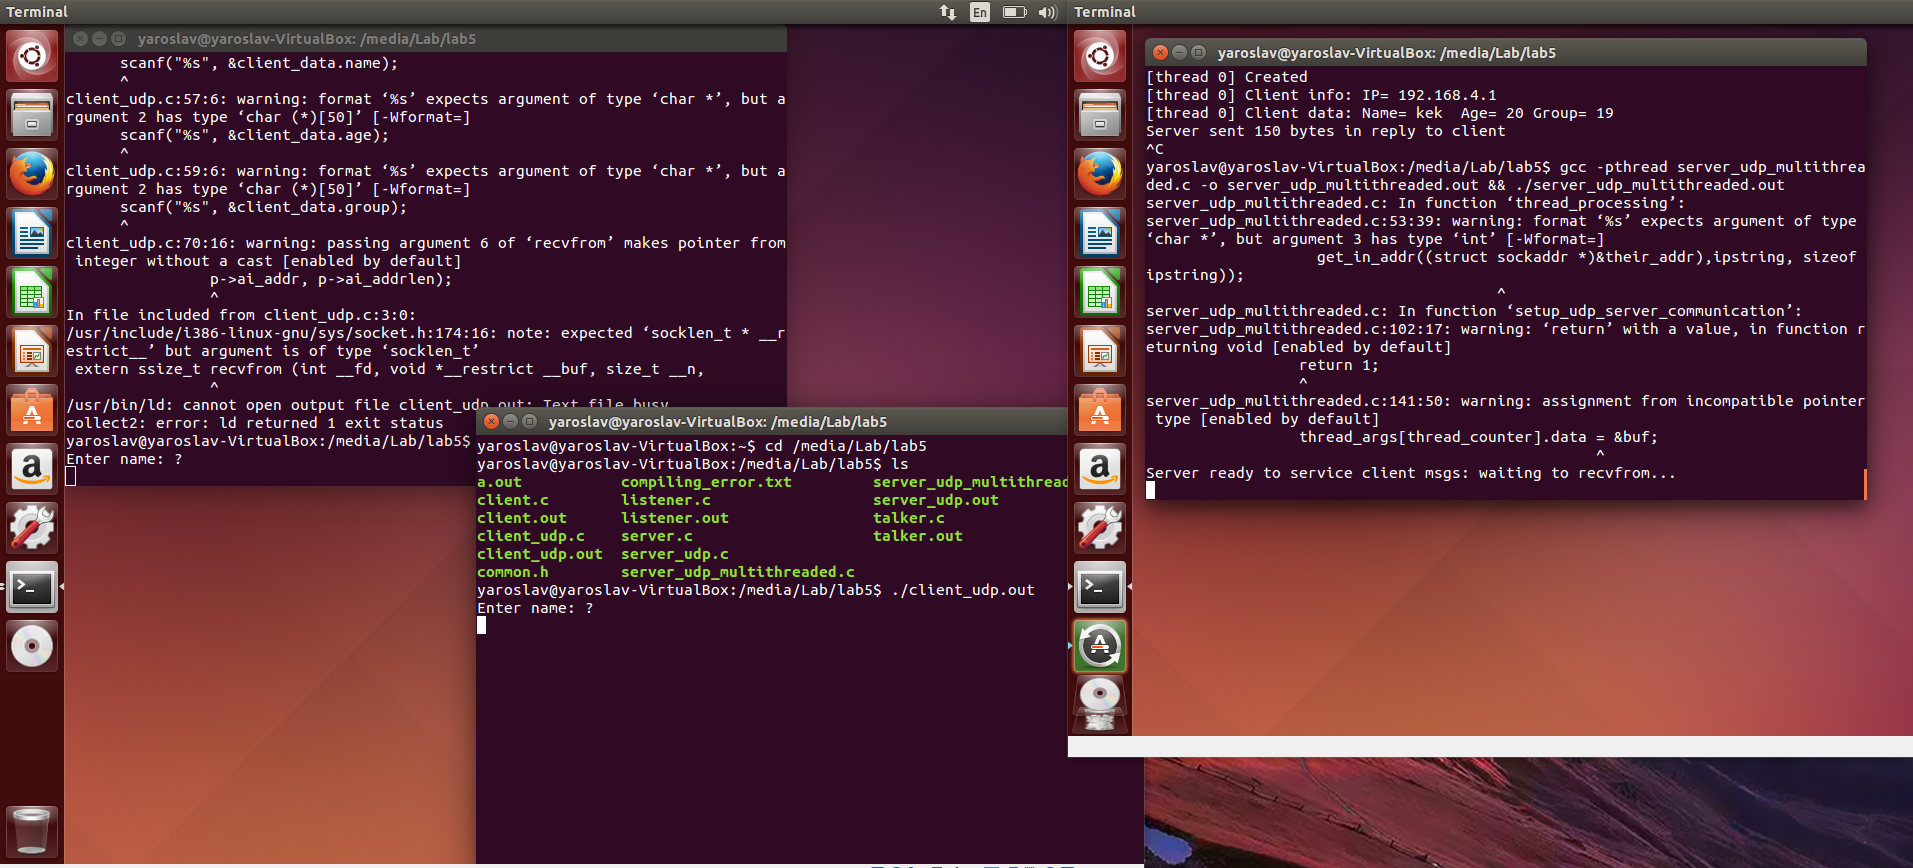 Terminal
En
yaroslav@yaroslav-VirtualBox: /media/Lab/lab5
scanf("%s", &client_data.name);
^
client_udp.c:57:6: warning: format ‘%s’ expects argument of type ‘char *’, but a
rgument 2 has type ‘char (*)[50]’ [-Wformat=]
scanf("%s", &client_data.age);
^
client_udp.c:59:6: warning: format ‘%s’ expects argument of type ‘char *’, but a
rgument 2 has type ‘char (*)[50]’ [-Wformat=]
scanf("%s", &client_data.group);
^
client_udp.c:70:16: warning: passing argument 6 of ‘recvfrom’ makes pointer from
integer without a cast [enabled by default]
p->ai_addr, p->ai_addrlen);
^
In file included from client_udp.c:3:0:
/usr/include/i386-linux-gnu/sys/socket.h:174:16: note: expected ‘socklen_t * __r
estrict__’ but argument is of type ‘socklen_t’
extern ssize_t recvfrom (int __fd, void *__restrict __buf, size_t __n,
^
/usr/bin/ld: cannot open output file client_udp.out: Text file busy
collect2: error: ld returned 1 exit status
yaroslav@yaroslav-VirtualBox:/media/Lab/lab5$
Enter name: ?
yaroslav@yaroslav-VirtualBox: /media/Lab/lab5
yaroslav@yaroslav-VirtualBox:~$ cd /media/Lab/lab5
yaroslav@yaroslav-VirtualBox:/media/Lab/lab5$ ls
a.out compiling_error.txt server_udp_multithread
client.c listener.c server_udp.out
client.out listener.out talker.c
client_udp.c server.c talker.out
client_udp.out server_udp.c
common.h server_udp_multithreaded.c
yaroslav@yaroslav-VirtualBox:/media/Lab/lab5$ ./client_udp.out
Enter name: ?
Terminal
yaroslav@yaroslav-VirtualBox: /media/Lab/lab5
[thread 0] Created
[thread 0] Client info: IP= 192.168.4.1
[thread 0] Client data: Name= kek  Age= 20 Group= 19
Server sent 150 bytes in reply to client
^C
yaroslav@yaroslav-VirtualBox:/media/Lab/lab5$ gcc -pthread server_udp_multithrea
ded.c -o server_udp_multithreaded.out && ./server_udp_multithreaded.out
server_udp_multithreaded.c: In function ‘thread_processing’:
server_udp_multithreaded.c:53:39: warning: format ‘%s’ expects argument of type
‘char *’, but argument 3 has type ‘int’ [-Wformat=]
get_in_addr((struct sockaddr *)&their_addr),ipstring, sizeof
ipstring));
^
server_udp_multithreaded.c: In function ‘setup_udp_server_communication’:
server_udp_multithreaded.c:102:17: warning: ‘return’ with a value, in function r
eturning void [enabled by default]
return 1;
^
server_udp_multithreaded.c:141:50: warning: assignment from incompatible pointer
type [enabled by default]
thread_args[thread_counter].data = &buf;
^
Server ready to service client msgs: waiting to recvfrom...